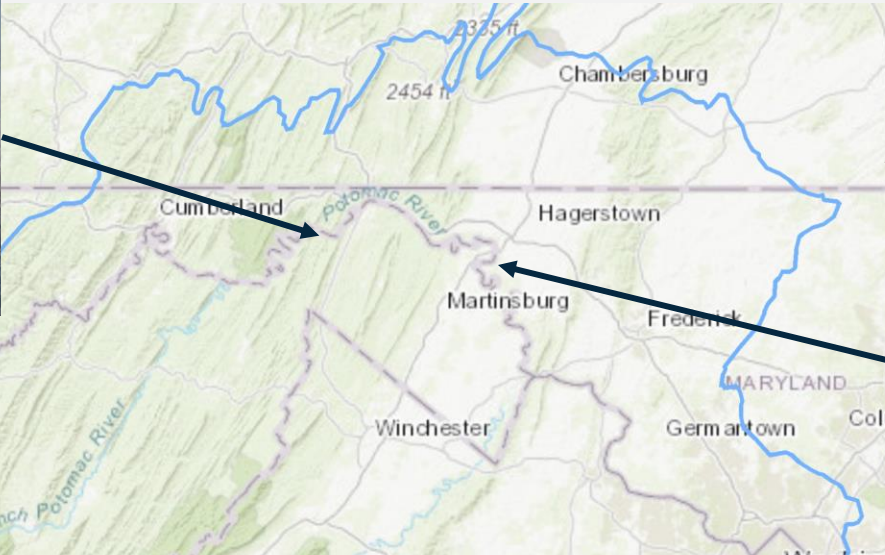 2335 ft
Chambersburg
2454 ft
Potomac River
Cumberland
Hagerstown
Martinsburg
Frederick
MARYLAND
nch Potomac River
Winchester
Germantown
Col